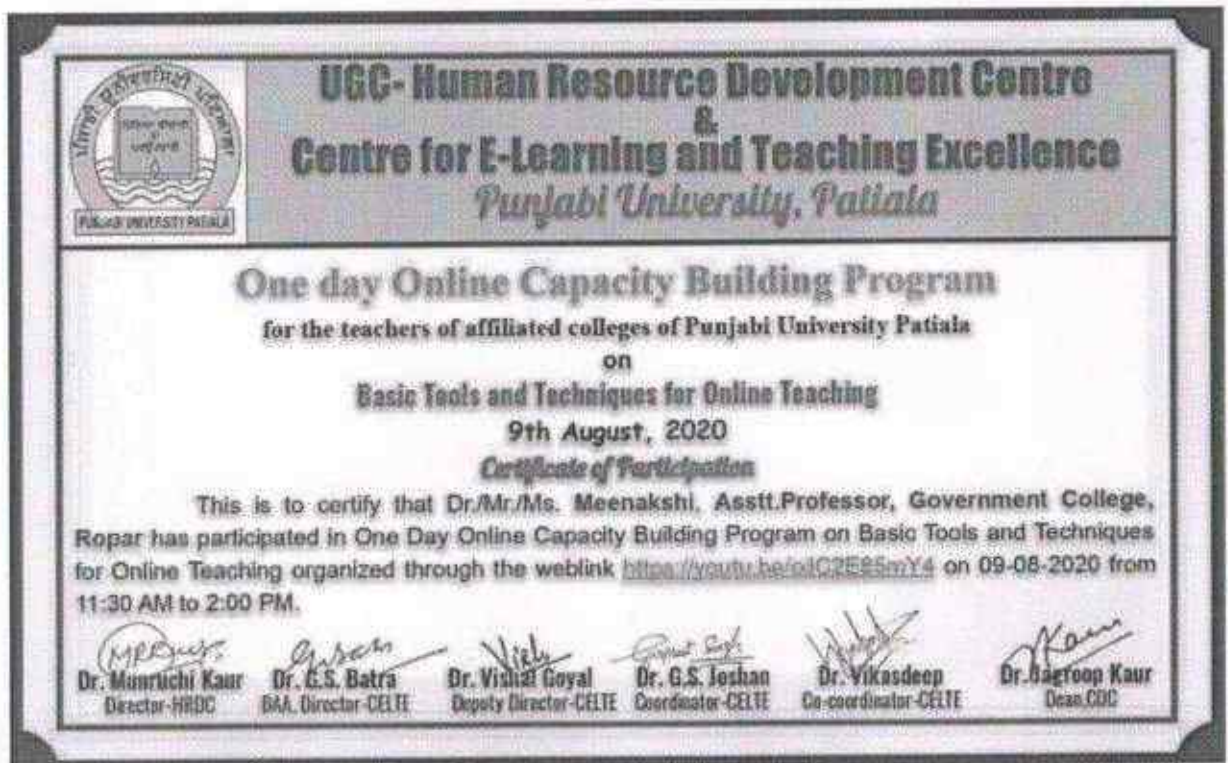 ਪੰਜਾਬੀ ਯੂਨੀਵਰਸਿਟੀ ਪਟਿਆਲਾ
PUNJABI UNIVERSITY PATIALA
UGC- Human Resource Development Centre
&
Centre for E-Learning and Teaching Excellence
Punjabi University, Patiala
One day Online Capacity Building Program
for the teachers of affiliated colleges of Punjabi University Patiala
on
Basic Tools and Techniques for Online Teaching
9th August, 2020
Certificate of Participation
This is to certify that Dr./Mr./Ms. Meenakshi, Asstt.Professor, Government College,
Ropar has participated in One Day Online Capacity Building Program on Basic Tools and Techniques
for Online Teaching organized through the weblink on 09-08-2020 from
11:30 AM to 2:00 PM.
Dr. Munruchi Kaur Dr. G.S. Batra Dr. Vishal Goyal Dr. G.S. Joshan Dr. Vikasdeep Dr. Jagroop Kaur
Director-HRDC DAA, Director-CELTE Deputy Director-CELTE Coordinator-CELTE Co-coordinator-CELTE Dean,CDC